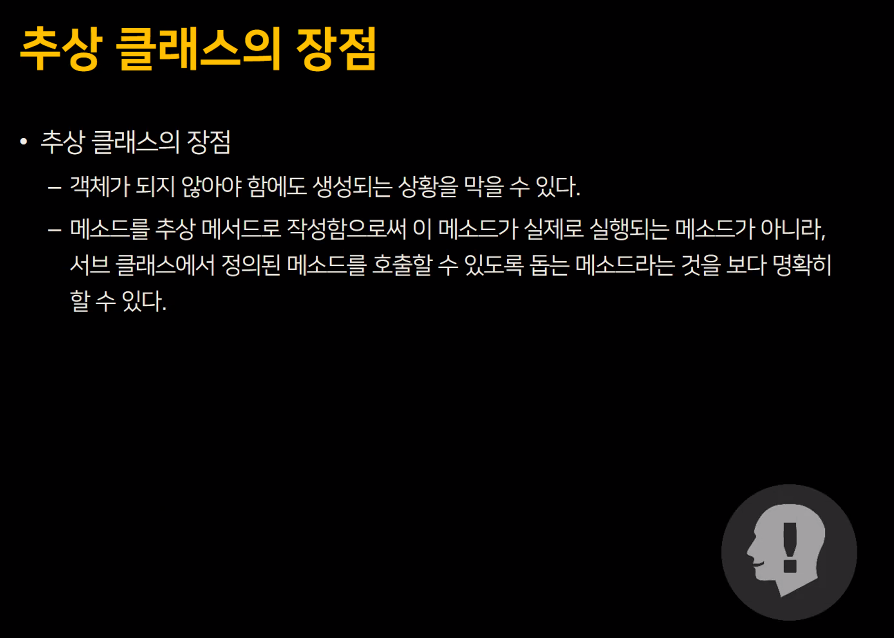 추상 클래스의 장점
• 추상 클래스의 장점
– 객체가 되지 않아야 함에도 생성되는 상황을 막을 수 있다.
– 메소드를 추상 메서드로 작성함으로써 이 메소드가 실제로 실행되는 메소드가 아니라,
서브 클래스에서 정의된 메소드를 호출할 수 있도록 돕는 메소드라는 것을 보다 명확히
할 수 있다.